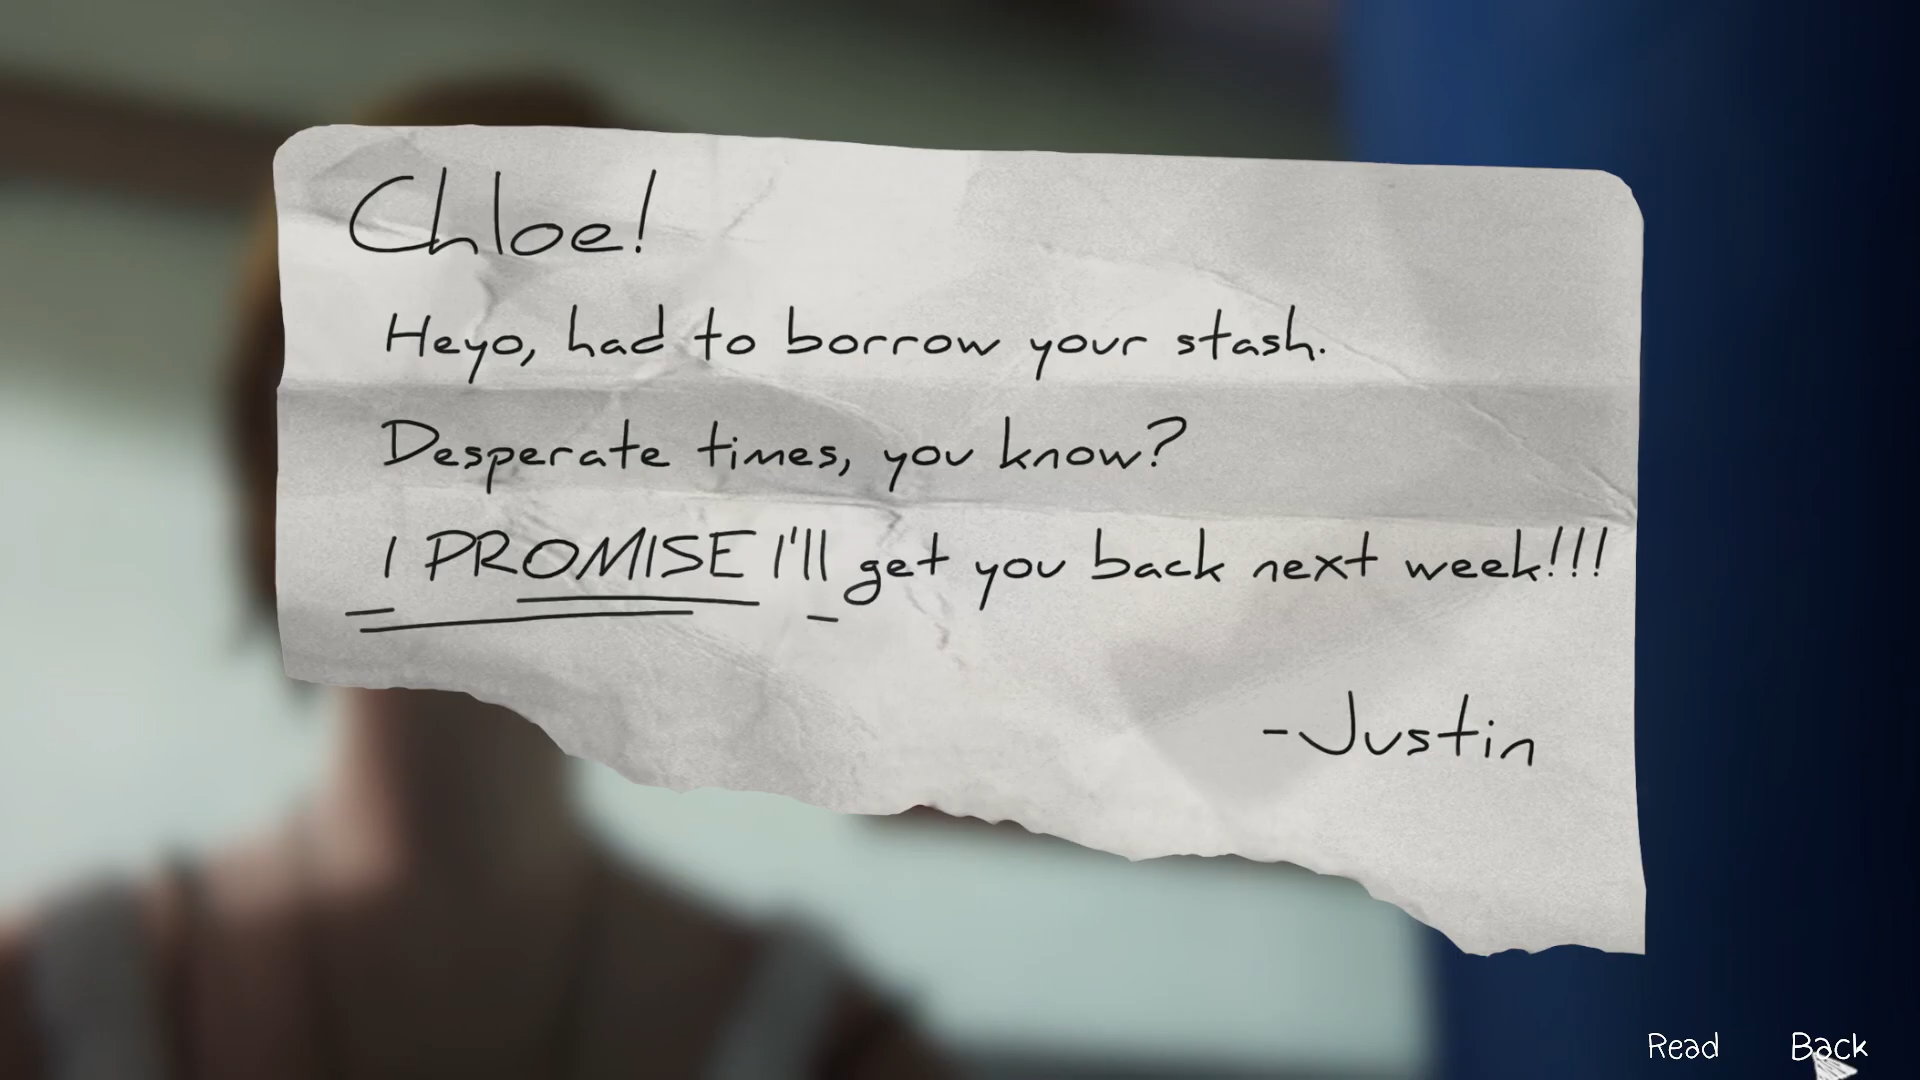 Chloe!
Heyo, had to borrow your stash.
Desperate times, you know?
I PROMISE I'll get you back next week!!!
-Justin
Read Back